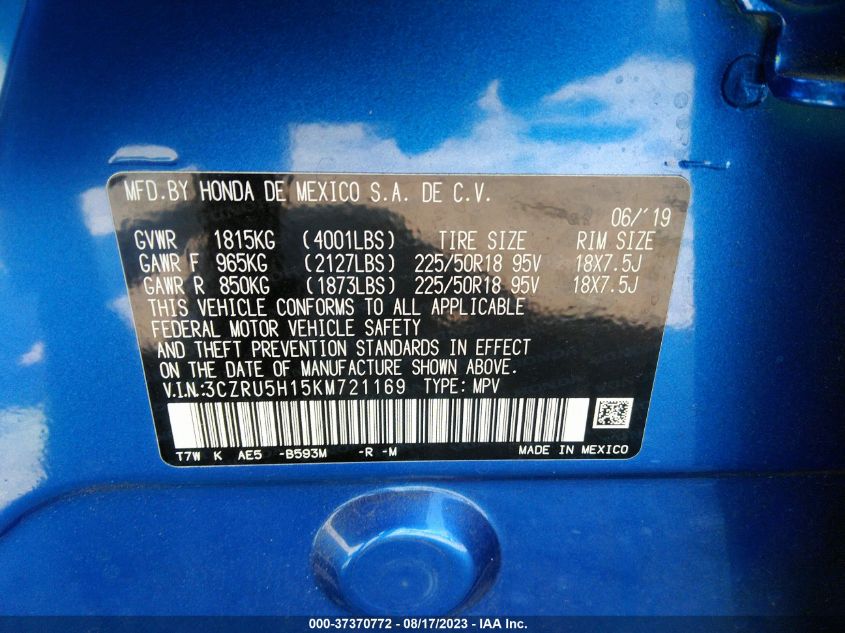 MFD.BY HONDA DE MEXICO S.A. DE C.V.
06/'19
GVWR 1815KG (4001LBS) TIRE SIZE RIM SIZE
GAWR F 965KG (2127LBS) 225/50R18 95V 18X7.5J
GAWR R 850KG (1873LBS) 225/50R18 95V 18X7.5J
THIS VEHICLE CONFORMS TO ALL APPLICABLE
FEDERAL MOTOR VEHICLE SAFETY
AND THEFT PREVENTION STANDARDS IN EFFECT
ON THE DATE OF MANUFACTURE SHOWN ABOVE.
V.I.N:3CZRU5H15KM721169 TYPE: MPV
T7W K AE5 -B593M -R -M MADE IN MEXICO
000-37370772 - 08/17/2023 - IAA Inc.